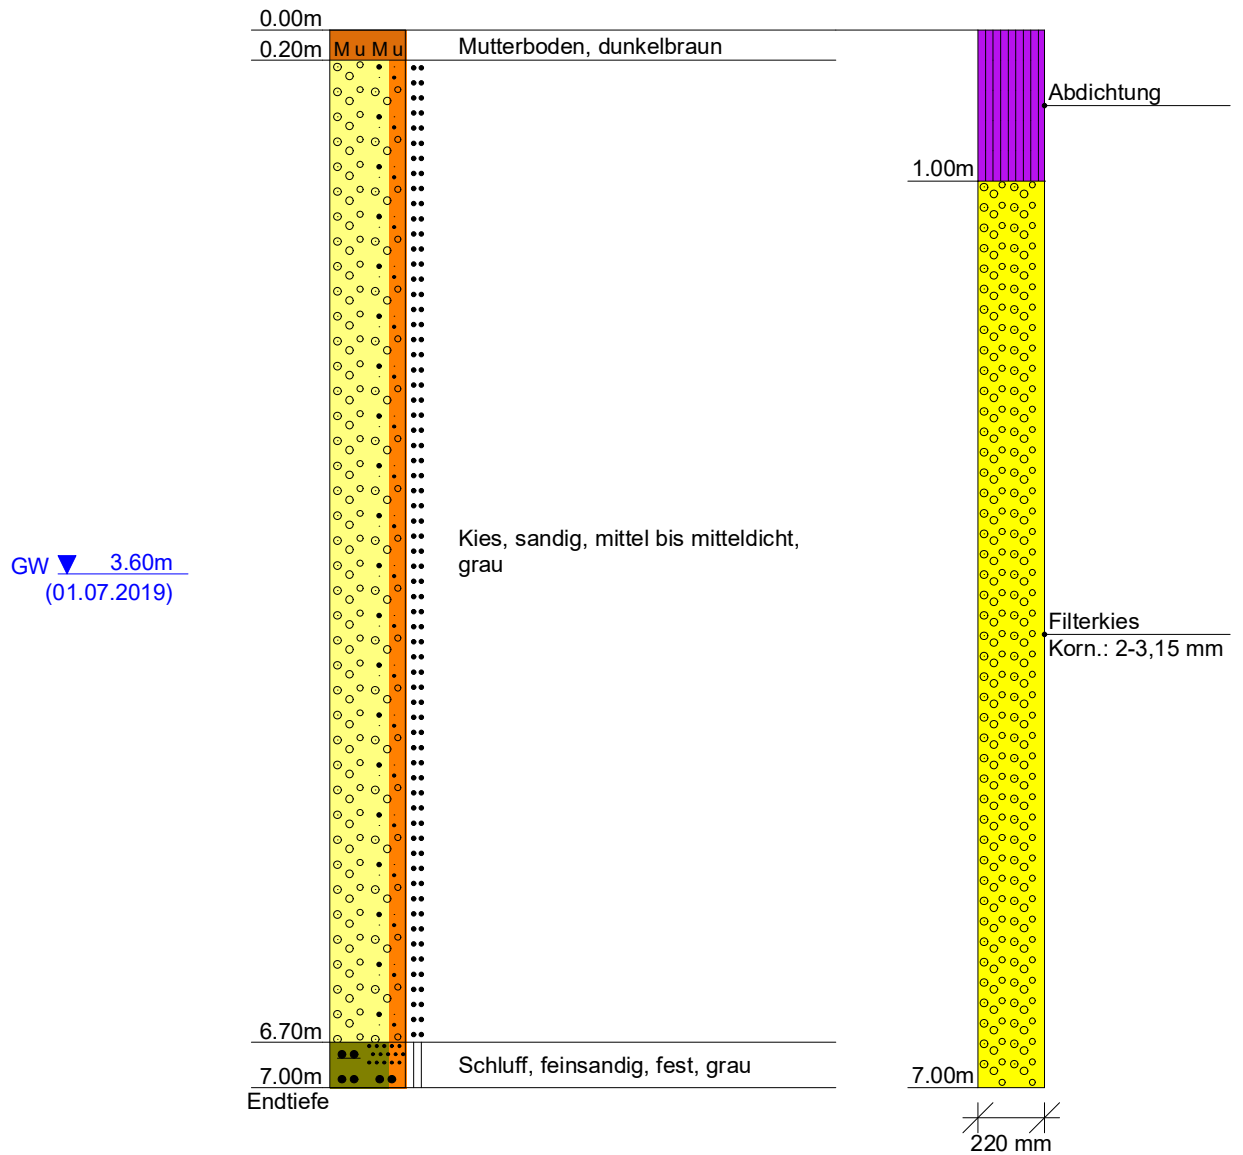 0.00m
0.20m
Mu Mu
Mutterboden, dunkelbraun
Abdichtung
1.00m
Kies, sandig, mittel bis mitteldicht,
grau
GW 3.60m
(01.07.2019)
Filterkies
Korn.: 2-3,15 mm
6.70m
Schluff, feinsandig, fest, grau
7.00m
Endtiefe
7.00m
220 mm